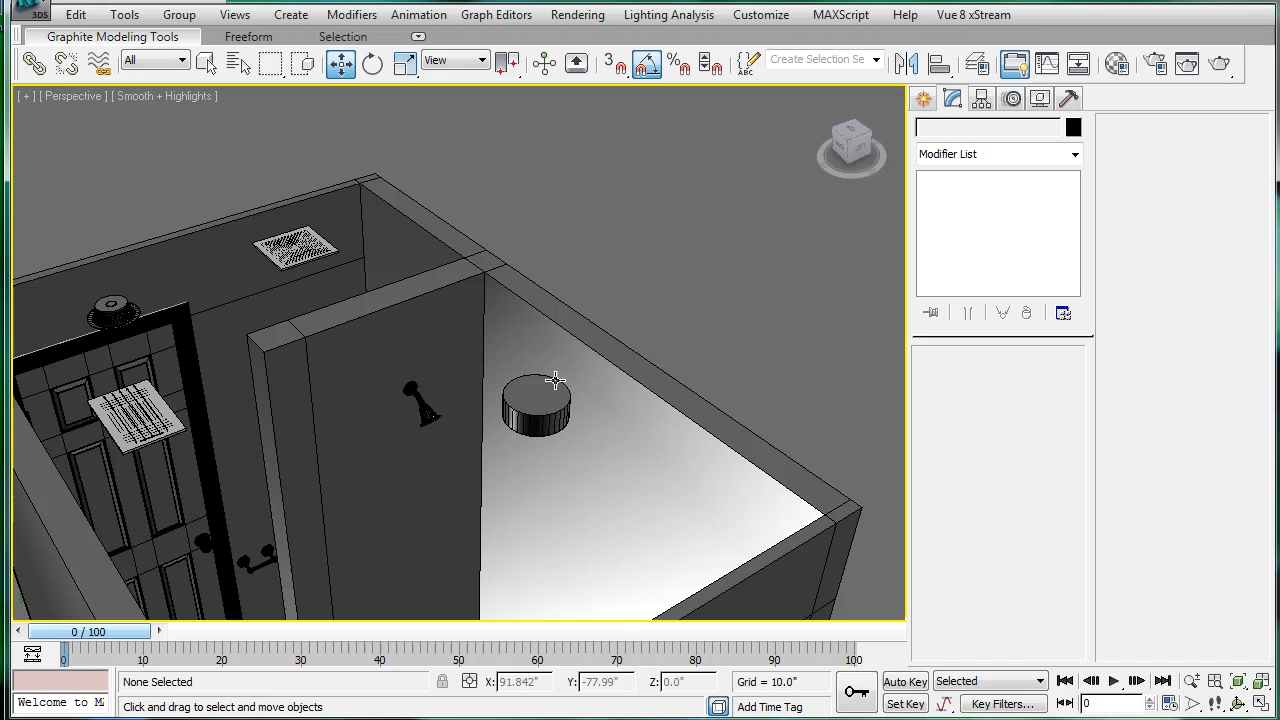 3DS Edit Tools Group Views Create Modifiers Animation Graph Editors Rendering Lighting Analysis Customize MAXScript Help Vue 8 xStream
Graphite Modeling Tools Freeform Selection
All View 3 % ABC Create Selection Se
[ + ] [ Perspective ] [ Smooth + Highlights ]
Modifier List
0 / 100
0 10 20 30 40 50 60 70 80 90 100
None Selected X: 91.842" Y: -77.99" Z: 0.0" Grid = 10.0" Auto Key Selected
Welcome to M Click and drag to select and move objects Add Time Tag Set Key Key Filters... 0